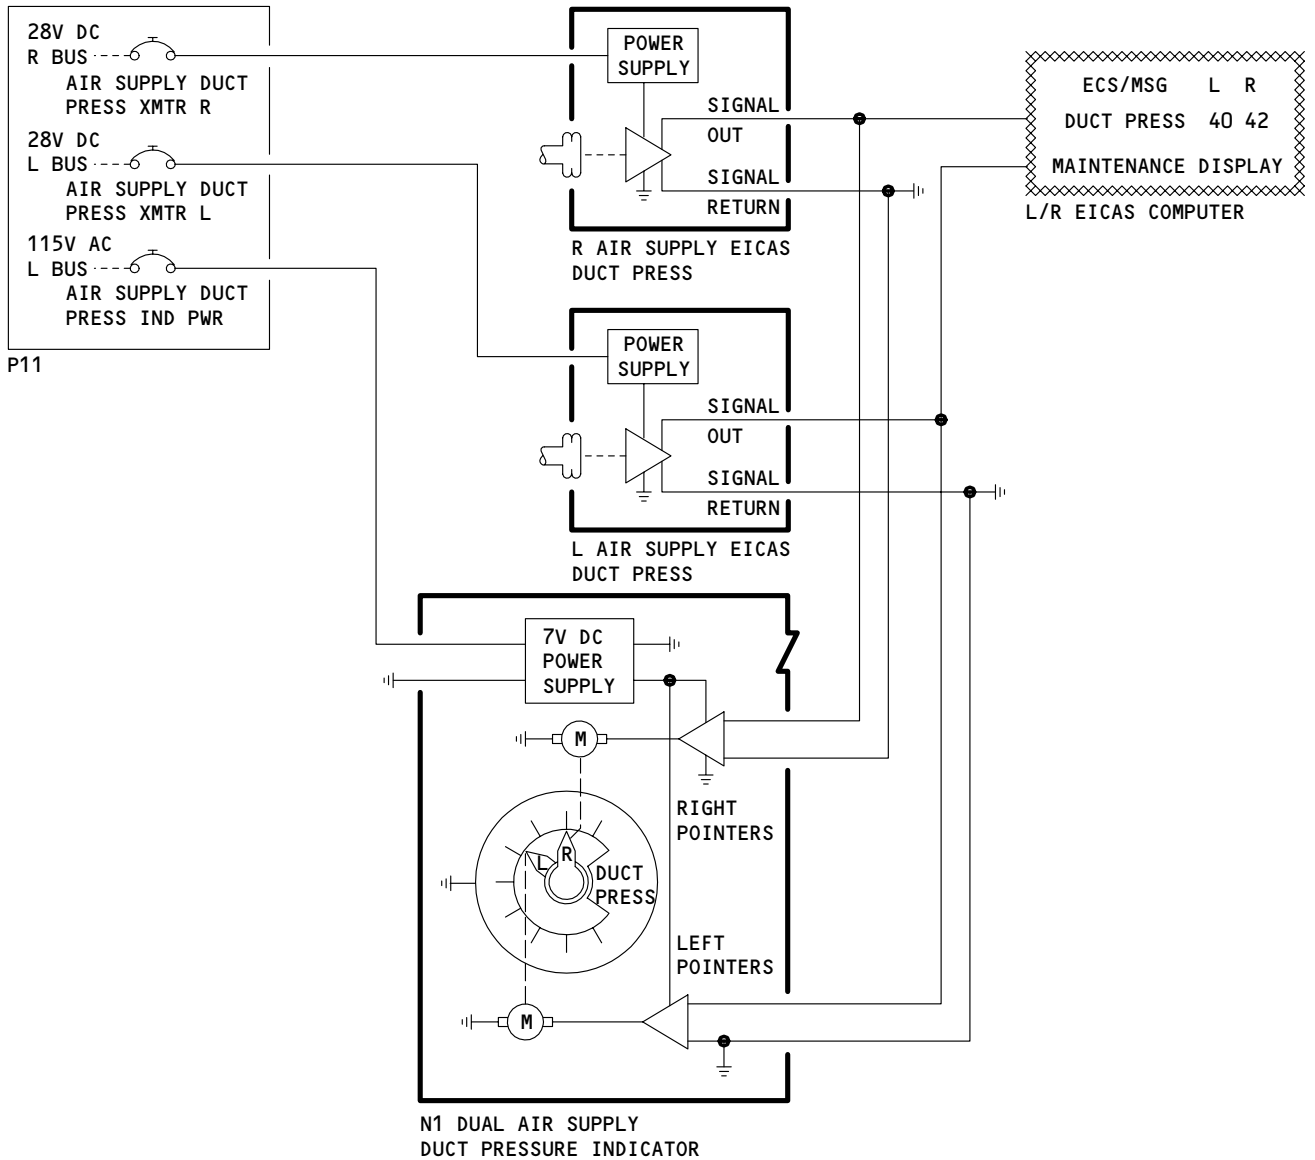 28V DC
R BUS
AIR SUPPLY DUCT
PRESS XMTR R
28V DC
L BUS
AIR SUPPLY DUCT
PRESS XMTR L
115V AC
L BUS
AIR SUPPLY DUCT
PRESS IND PWR
P11
POWER
SUPPLY
SIGNAL
OUT
SIGNAL
RETURN
R AIR SUPPLY EICAS
DUCT PRESS
ECS/MSG L R
DUCT PRESS 40 42
MAINTENANCE DISPLAY
L/R EICAS COMPUTER
POWER
SUPPLY
SIGNAL
OUT
SIGNAL
RETURN
L AIR SUPPLY EICAS
DUCT PRESS
7V DC
POWER
SUPPLY
M
RIGHT
POINTERS
L R
DUCT
PRESS
LEFT
POINTERS
M
N1 DUAL AIR SUPPLY
DUCT PRESSURE INDICATOR